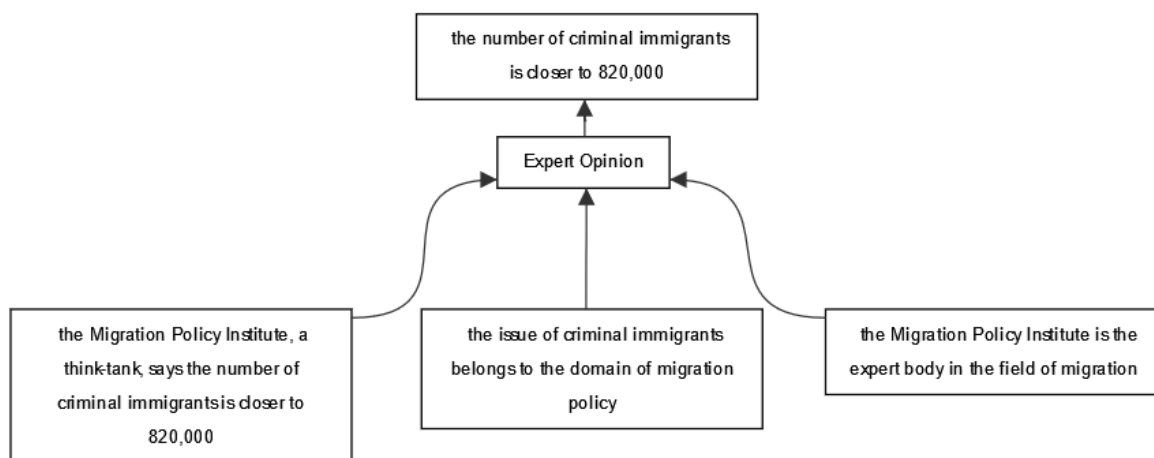 the number of criminal immigrants
is closer to 820,000
Expert Opinion
the Migration Policy Institute, a
think-tank, says the number of
criminal immigrants is closer to
820,000
the issue of criminal immigrants
belongs to the domain of migration
policy
the Migration Policy Institute is the
expert body in the field of migration